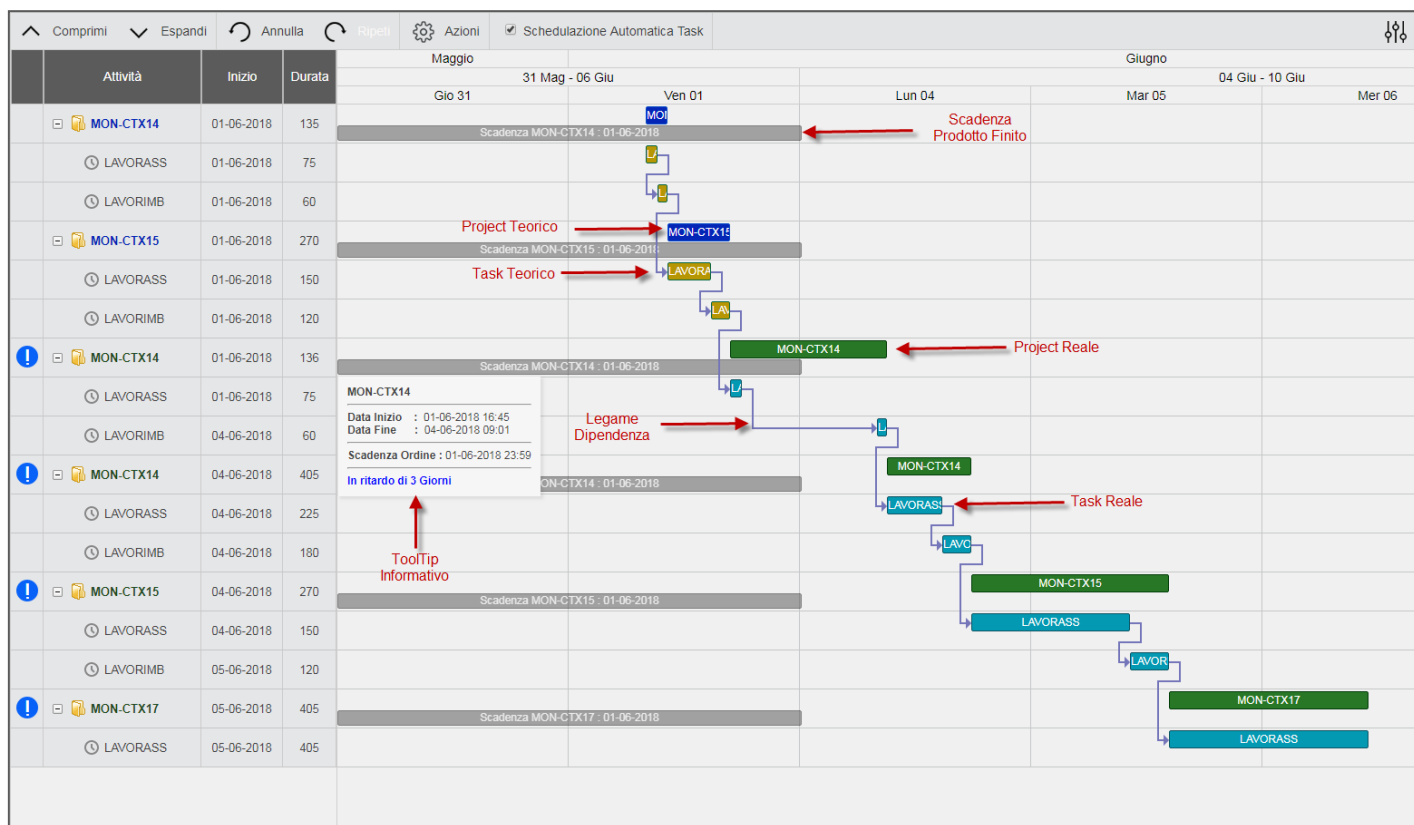 Comprimi Espandi Annulla Ripeti Azioni Schedulazione Automatica Task
Attività Inizio Durata
Maggio Giugno
31 Mag - 06 Giu 04 Giu - 10 Giu
Gio 31 Ven 01 Lun 04 Mar 05 Mer 06
MON-CTX14 01-06-2018 135
MO
Scadenza MON-CTX14 : 01-06-2018
Scadenza
Prodotto Finito
LAVORASS 01-06-2018 75
LAVORIMB 01-06-2018 60
L
Project Teorico
MON-CTX15 01-06-2018 270
MON-CTX15
Scadenza MON-CTX15 : 01-06-2018
Task Teorico
LAVORASS 01-06-2018 150
LAVORA
LAVORIMB 01-06-2018 120
LAV
MON-CTX14 01-06-2018 136
MON-CTX14
Project Reale
Scadenza MON-CTX14 : 01-06-2018
LAVORASS 01-06-2018 75
MON-CTX14
Data Inizio : 01-06-2018 16:45
Data Fine : 04-06-2018 09:01
Scadenza Ordine : 01-06-2018 23:59
In ritardo di 3 Giorni
Legame
Dipendenza
LAVORIMB 04-06-2018 60
L
MON-CTX14 04-06-2018 405
MON-CTX14
ON-CTX14 : 01-06-2018
LAVORASS 04-06-2018 225
LAVORASS
Task Reale
LAVORIMB 04-06-2018 180
LAVO
ToolTip
Informativo
MON-CTX15 04-06-2018 270
MON-CTX15
Scadenza MON-CTX15 : 01-06-2018
LAVORASS 04-06-2018 150
LAVORASS
LAVORIMB 05-06-2018 120
LAVOR
MON-CTX17 05-06-2018 405
MON-CTX17
Scadenza MON-CTX17 : 01-06-2018
LAVORASS 05-06-2018 405
LAVORASS